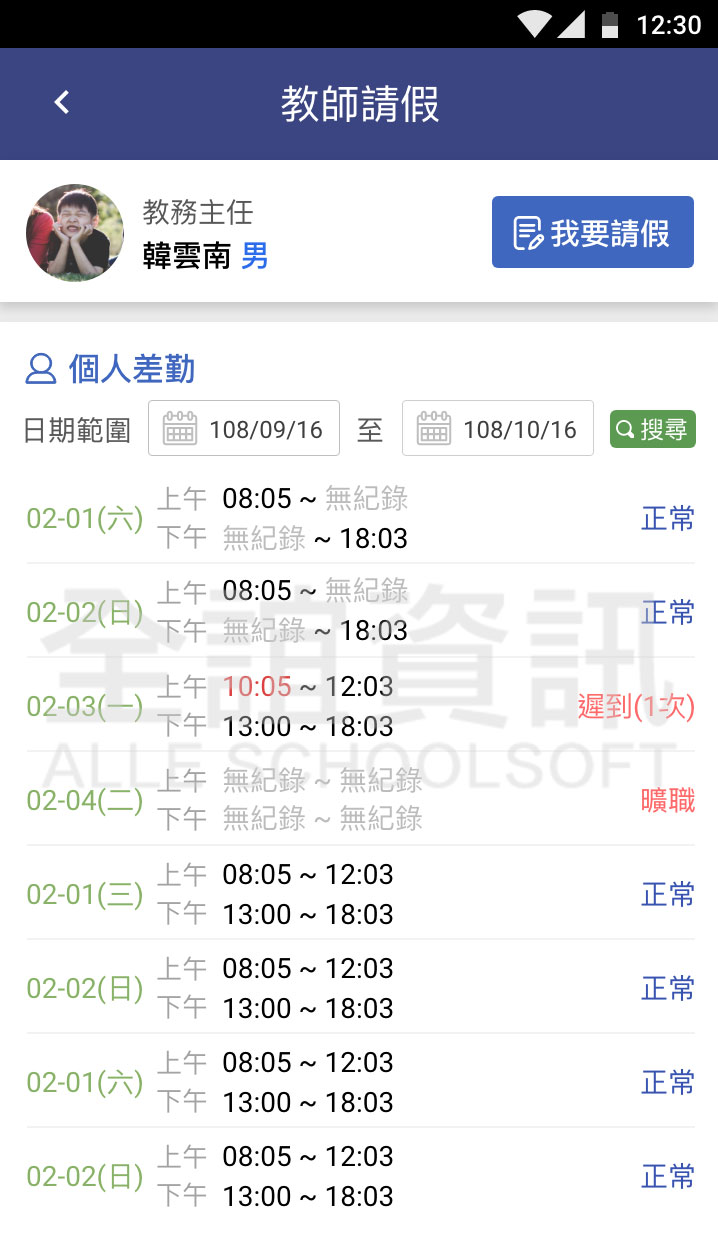 12:30
教師請假
教務主任
韓雲南 男
我要請假
個人差勤
日期範圍 108/09/16 至 108/10/16 搜尋
02-01(六) 上午 08:05 ~ 無紀錄
下午 無紀錄 ~ 18:03 正常
02-02(日) 上午 08:05 ~ 無紀錄
下午 無紀錄 ~ 18:03 正常
02-03(一) 上午 10:05 ~ 12:03
下午 13:00 ~ 18:03 遲到(1次)
02-04(二) 上午 無紀錄 ~ 無紀錄
下午 無紀錄 ~ 無紀錄 曠職
02-01(三) 上午 08:05 ~ 12:03
下午 13:00 ~ 18:03 正常
02-02(日) 上午 08:05 ~ 12:03
下午 13:00 ~ 18:03 正常
02-01(六) 上午 08:05 ~ 12:03
下午 13:00 ~ 18:03 正常
02-02(日) 上午 08:05 ~ 12:03
下午 13:00 ~ 18:03 正常
全誼資訊
ALLE SCHOOLSOFT